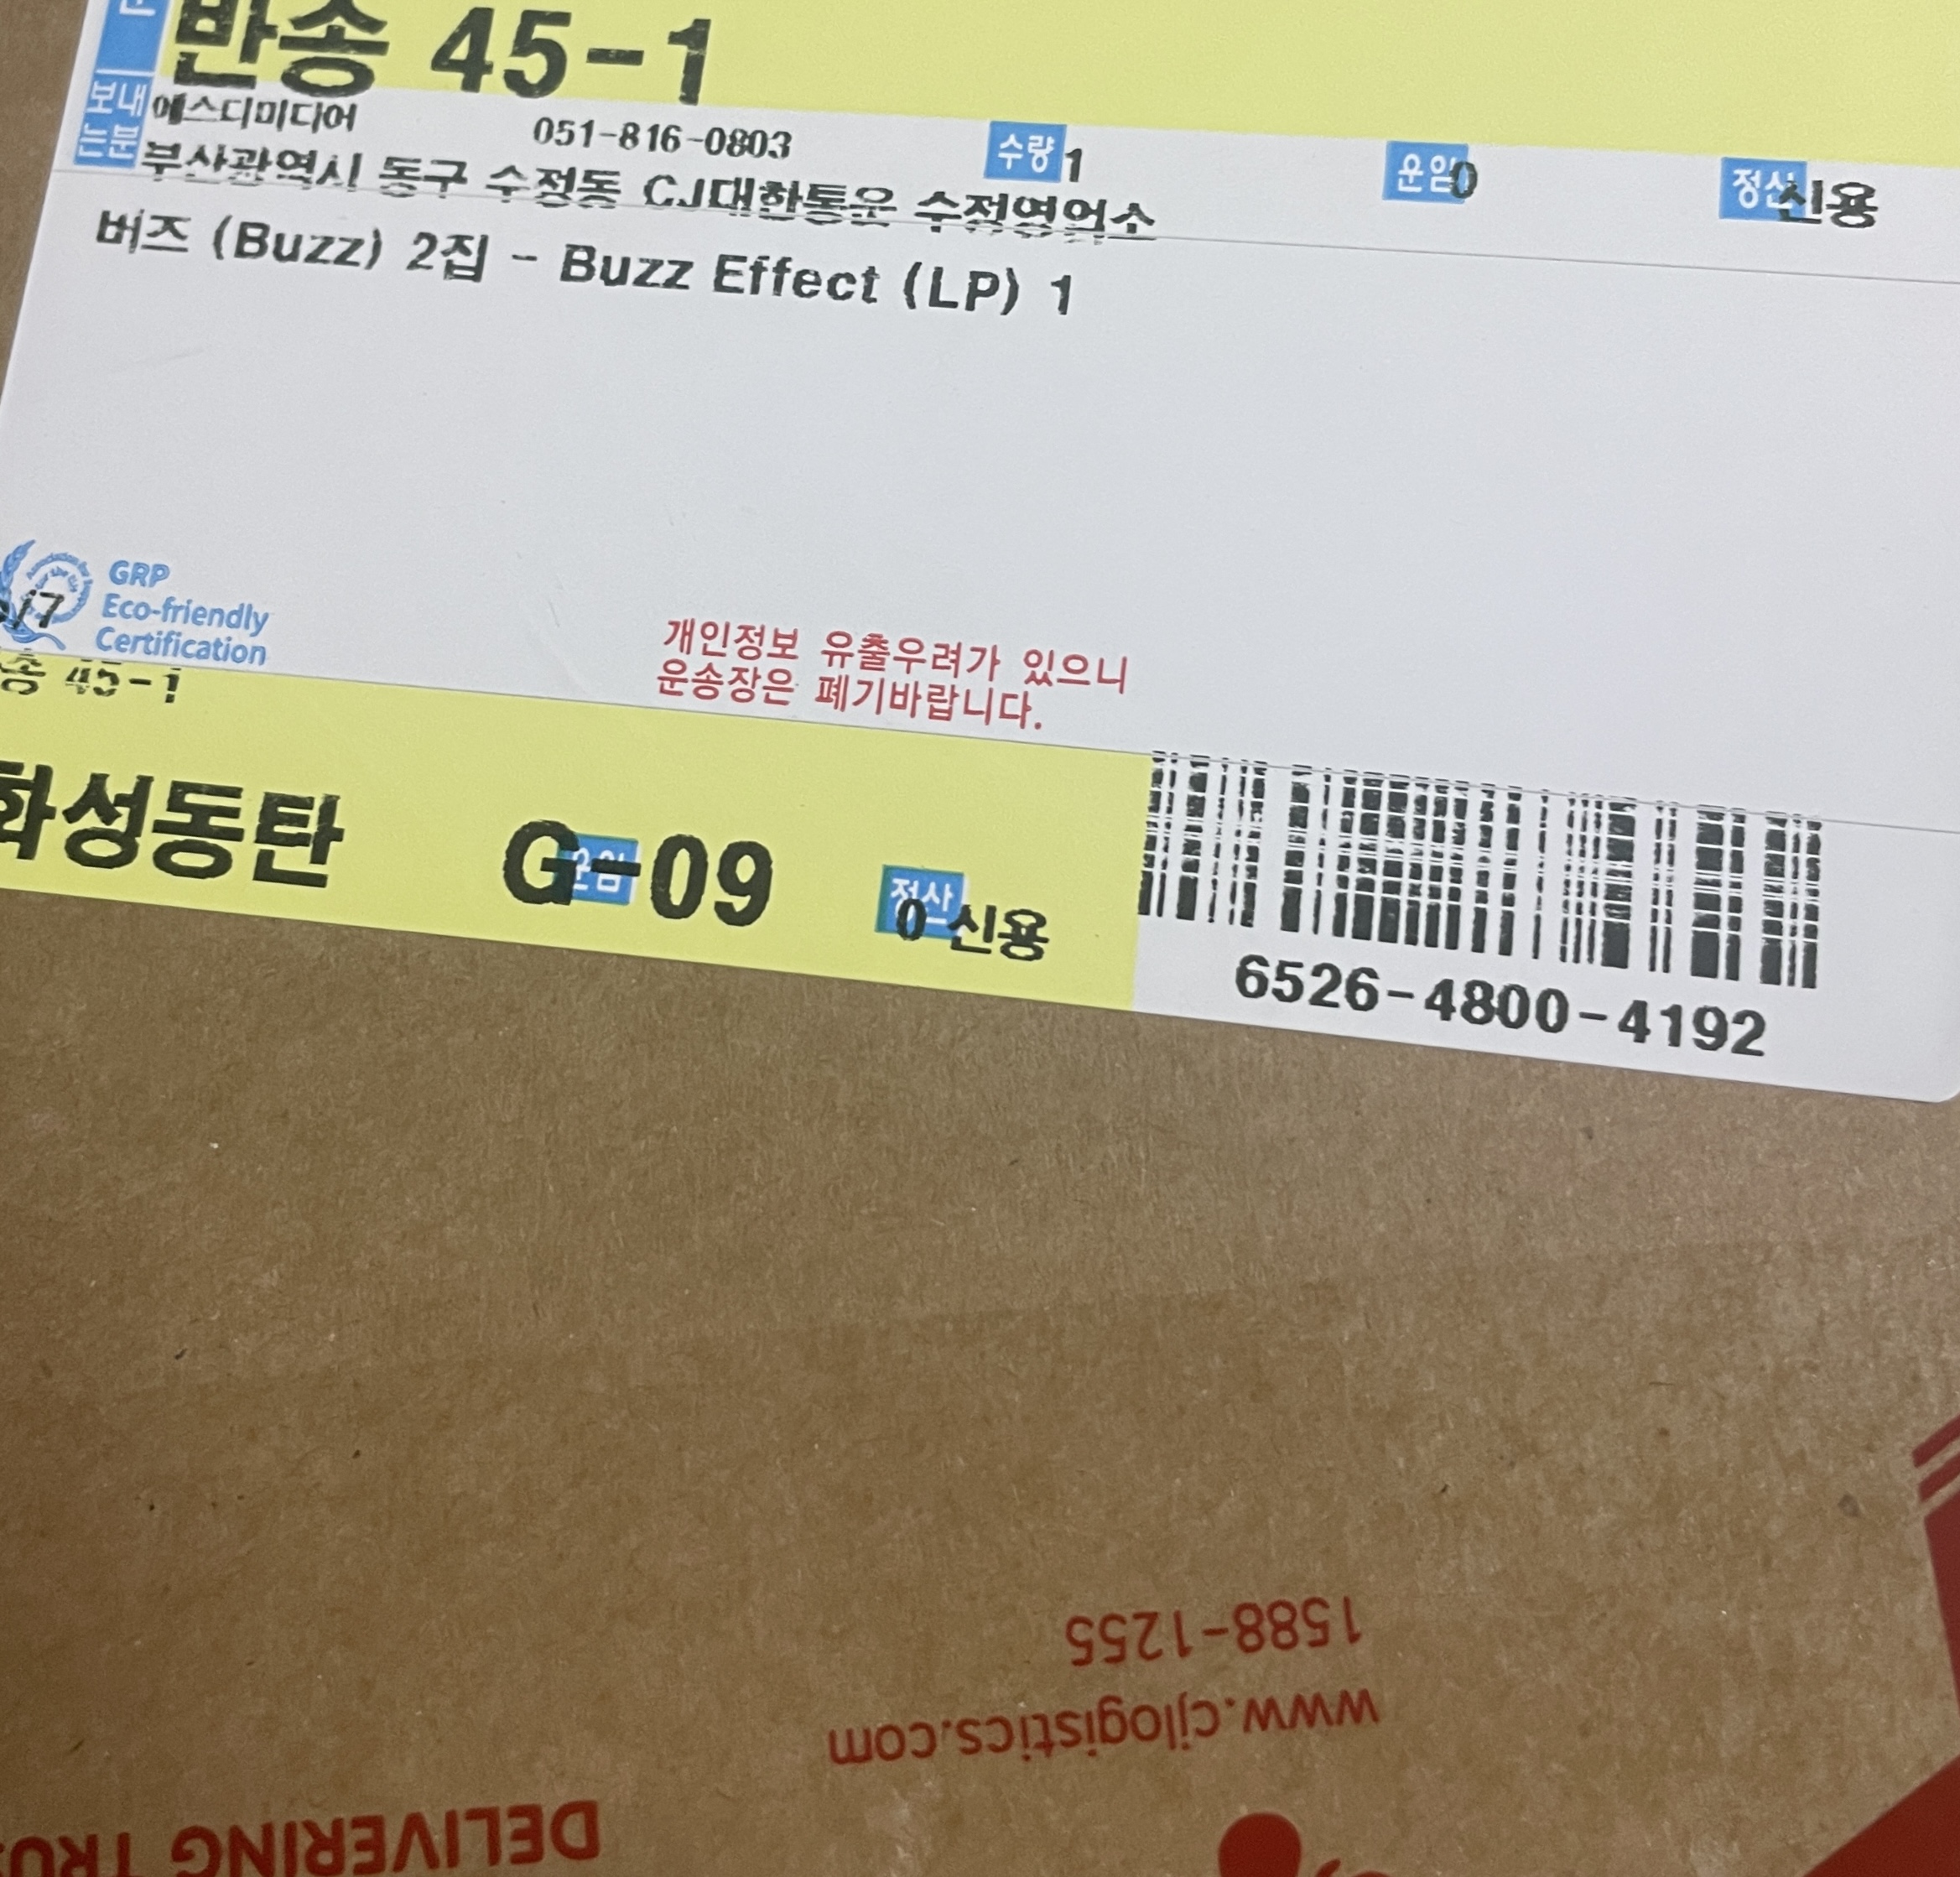 반송 45-1
보내는분 에스디미디어 051-816-0803 수량 1 운임 0 정산 신용
부산광역시 동구 수정동 CJ대한통운 수정영업소
버즈 (Buzz) 2집 - Buzz Effect (LP) 1
GRP
Eco-friendly
Certification
/7
개인정보 유출우려가 있으니
운송장은 폐기바랍니다.
송 45-1
화성동탄 G-09 운임 정산 0 신용
6526-4800-4192
1588-1255
www.cjlogistics.com
DELIVERING